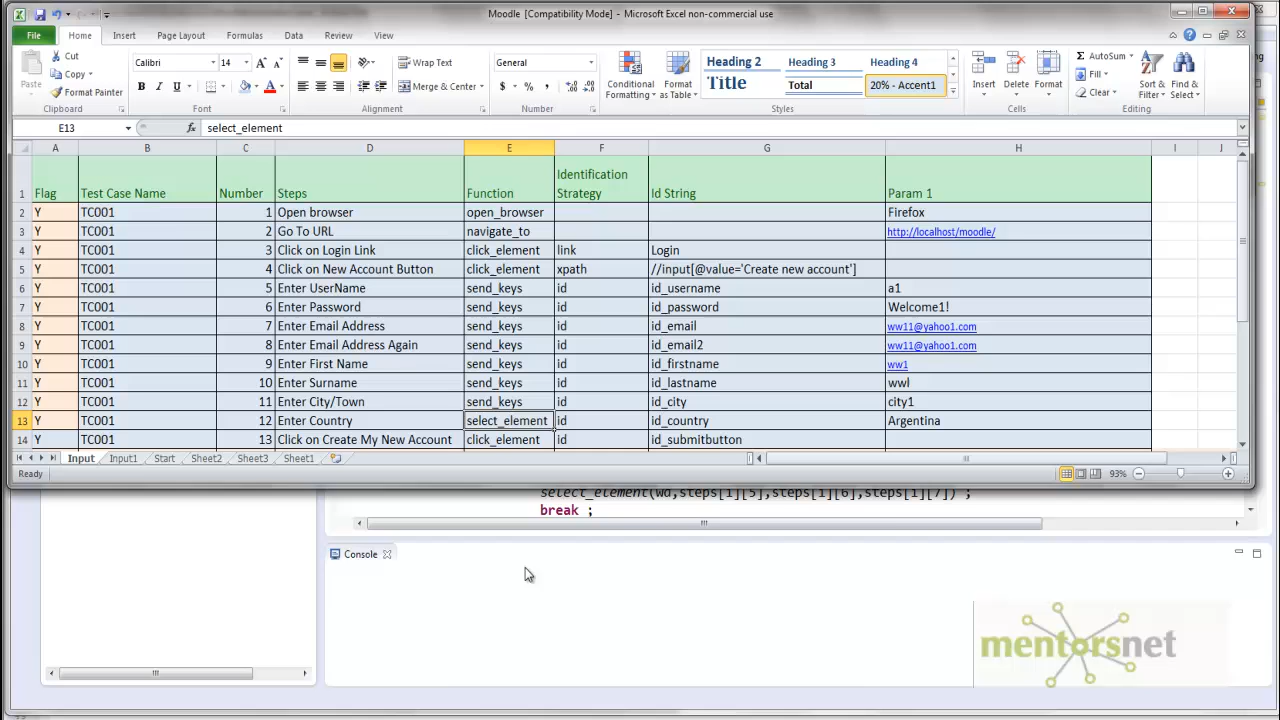 Moodle [Compatibility Mode] - Microsoft Excel non-commercial use
File Home Insert Page Layout Formulas Data Review View
Cut
Copy
Format Painter
Paste
Clipboard
Calibri 14
B I U
Font
Wrap Text
Merge & Center
Alignment
General
$ % ,
Number
Conditional Formatting
Format as Table
Heading 2 Heading 3 Heading 4
Title Total 20% - Accent1
Styles
Insert Delete Format
Cells
AutoSum
Fill
Clear
Sort & Filter
Find & Select
Editing
E13 fx select_element
A B C D E F G H I J
1 Flag Test Case Name Number Steps Function Identification Strategy Id String Param 1
2 Y TC001 1 Open browser open_browser Firefox
3 Y TC001 2 Go To URL navigate_to http://localhost/moodle/
4 Y TC001 3 Click on Login Link click_element link Login
5 Y TC001 4 Click on New Account Button click_element xpath //input[@value='Create new account']
6 Y TC001 5 Enter UserName send_keys id id_username a1
7 Y TC001 6 Enter Password send_keys id id_password Welcome1!
8 Y TC001 7 Enter Email Address send_keys id id_email ww11@yahoo1.com
9 Y TC001 8 Enter Email Address Again send_keys id id_email2 ww11@yahoo1.com
10 Y TC001 9 Enter First Name send_keys id id_firstname ww1
11 Y TC001 10 Enter Surname send_keys id id_lastname wwl
12 Y TC001 11 Enter City/Town send_keys id id_city city1
13 Y TC001 12 Enter Country select_element id id_country Argentina
14 Y TC001 13 Click on Create My New Account click_element id id_submitbutton
Input Input1 Start Sheet2 Sheet3 Sheet1
Ready 93%
select_element(wd,steps[i][5],steps[i][6],steps[i][7]) ;
break ;
Console
mentorsnet